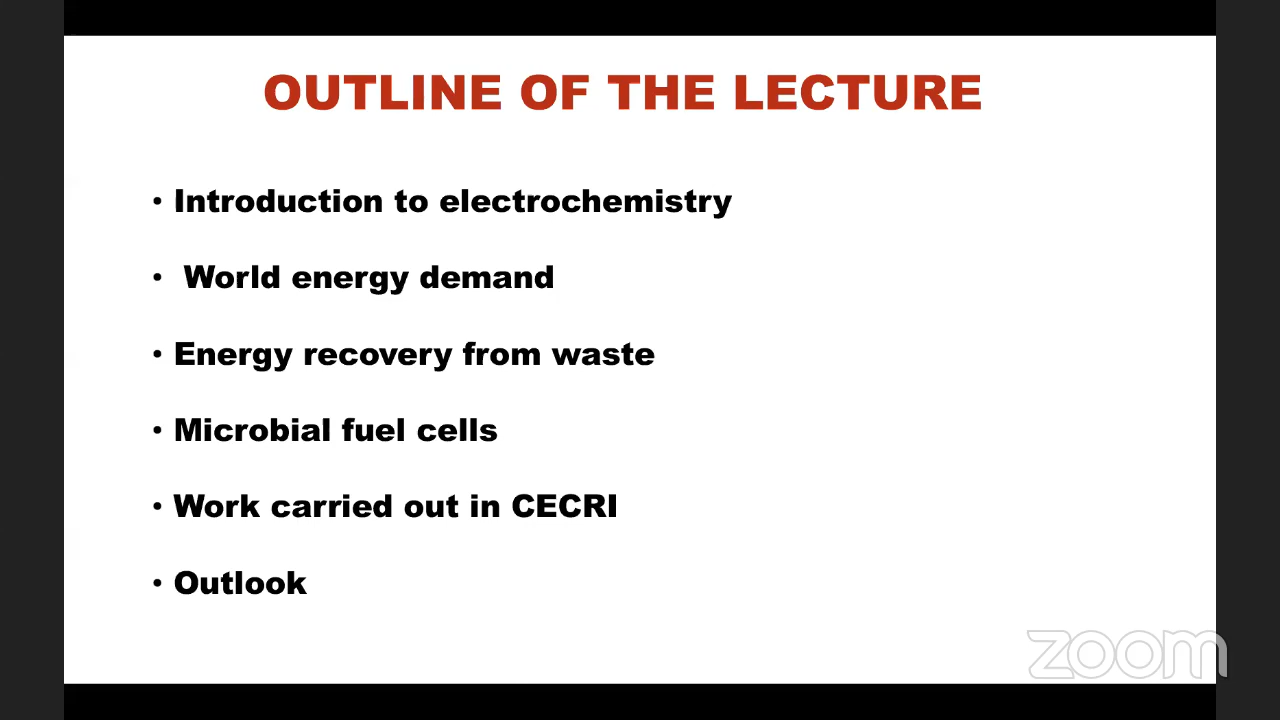 OUTLINE OF THE LECTURE
• Introduction to electrochemistry
• World energy demand
• Energy recovery from waste
• Microbial fuel cells
• Work carried out in CECRI
• Outlook
zoom